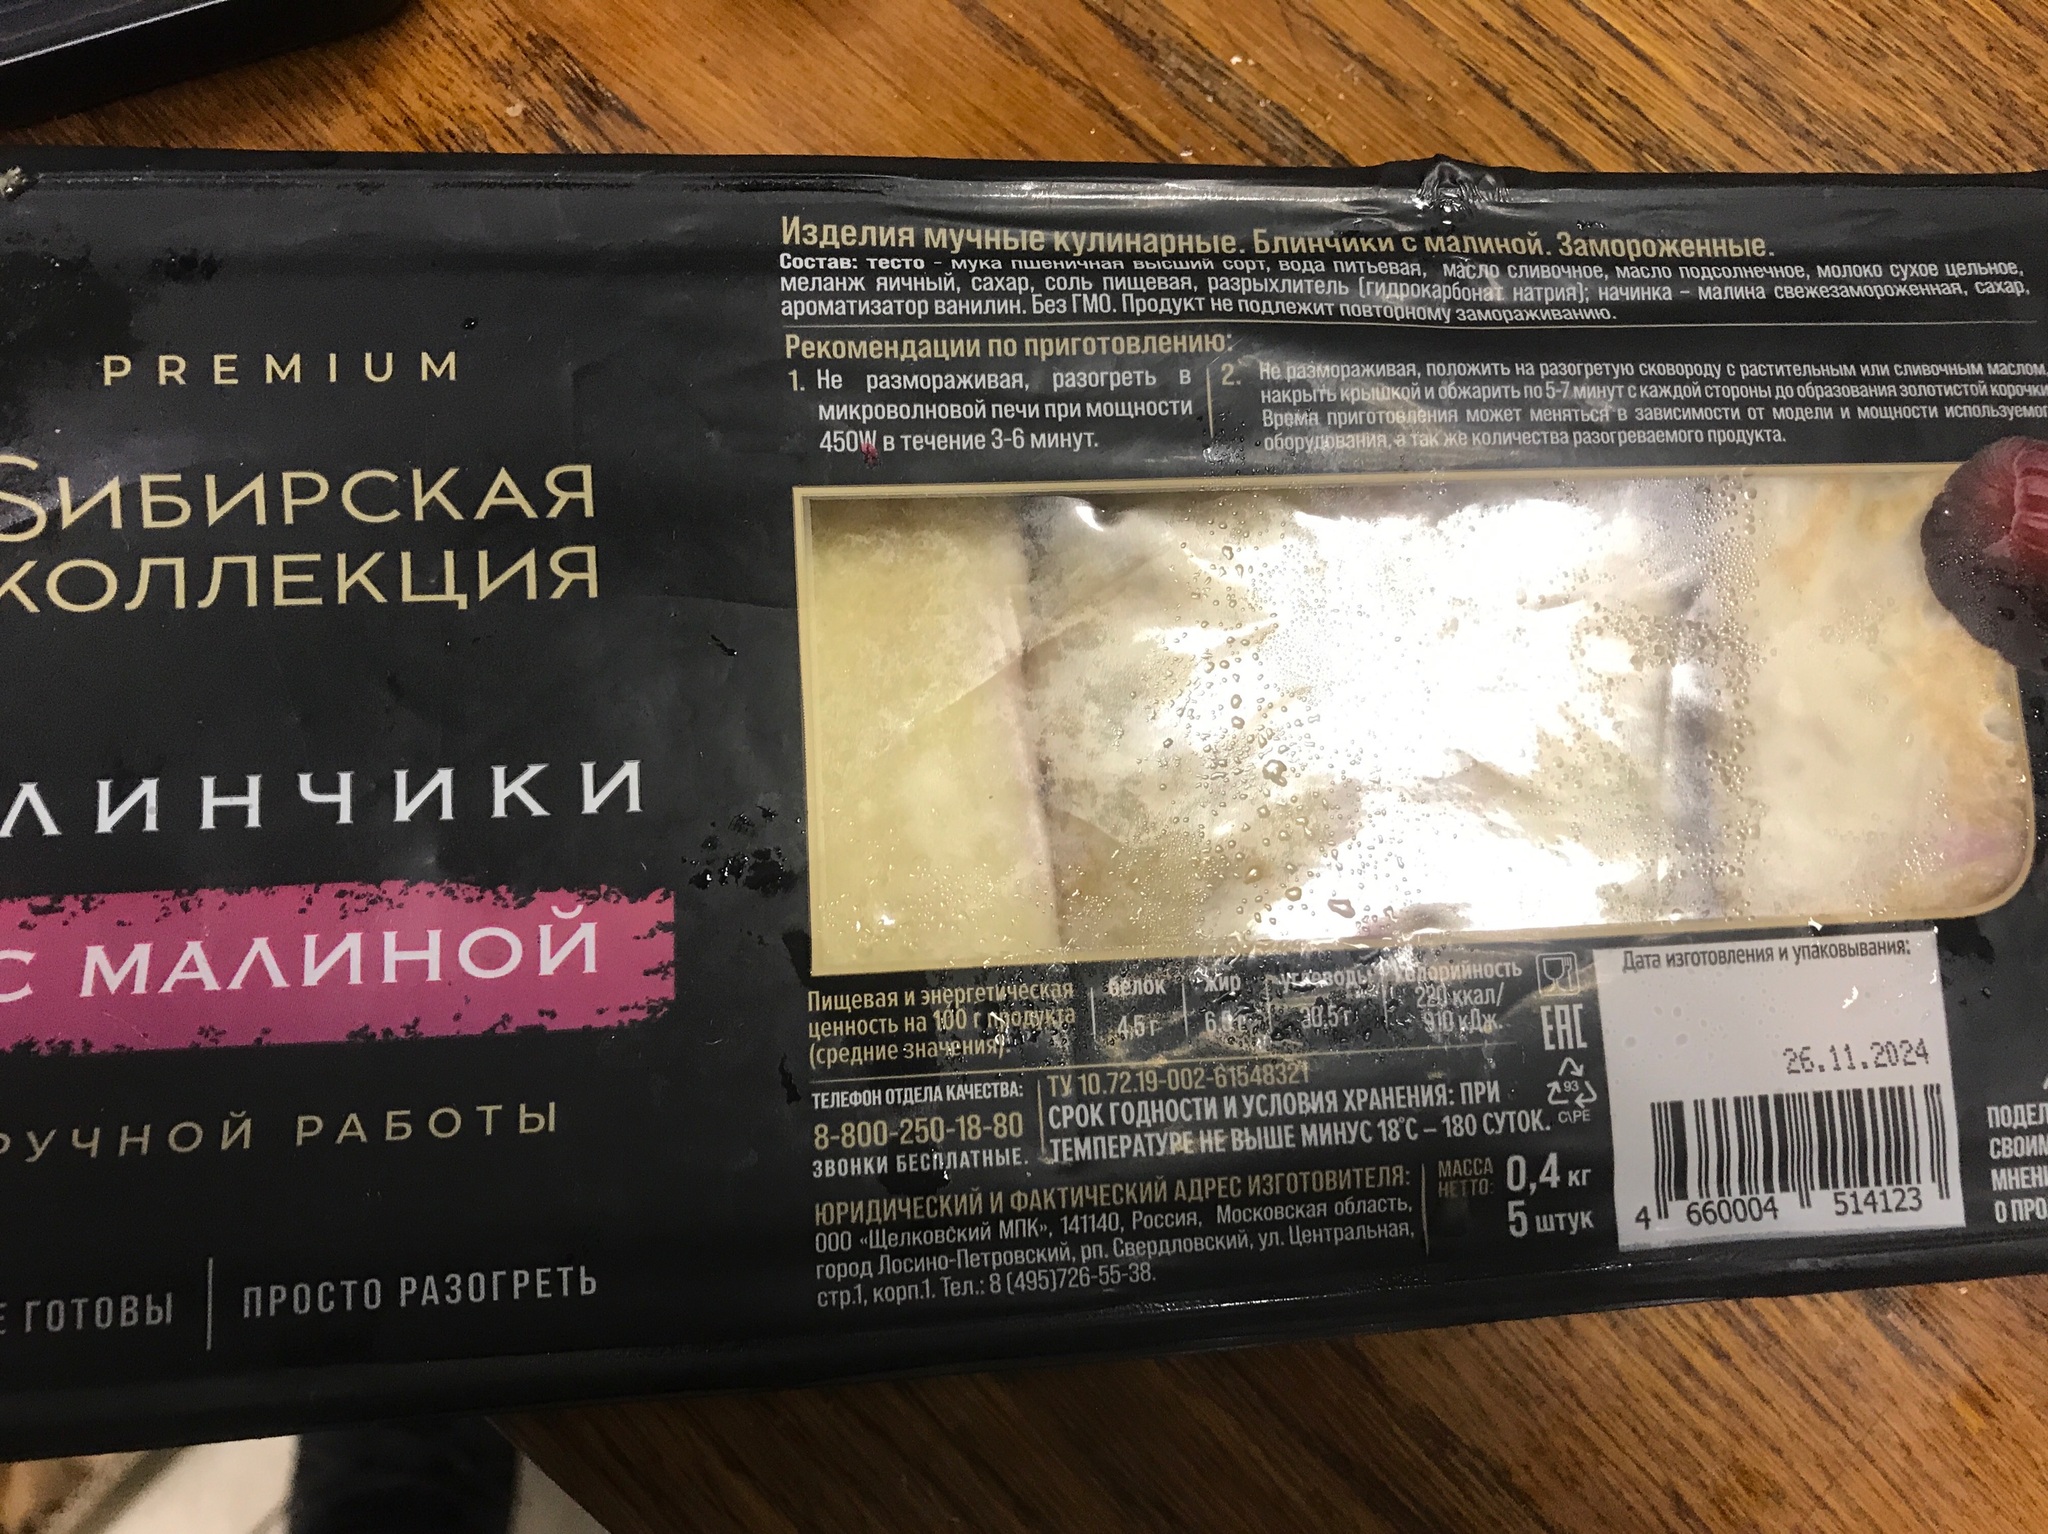 PREMIUM
SИБИРСКАЯ
КОЛЛЕКЦИЯ
ЛИНЧИКИ
С МАЛИНОЙ
РУЧНОЙ РАБОТЫ
Е ГОТОВЫ | ПРОСТО РАЗОГРЕТЬ
Изделия мучные кулинарные. Блинчики с малиной. Замороженные.
Состав: тесто - мука пшеничная высший сорт, вода питьевая, масло сливочное, масло подсолнечное, молоко сухое цельное,
меланж яичный, сахар, соль пищевая, разрыхлитель (гидрокарбонат натрия); начинка - малина свежезамороженная, сахар,
ароматизатор ванилин. Без ГМО. Продукт не подлежит повторному замораживанию.
Рекомендации по приготовлению:
1. Не размораживая, разогреть в
микроволновой печи при мощности
450W в течение 3-6 минут.
2. Не размораживая, положить на разогретую сковороду с растительным или сливочным маслом,
накрыть крышкой и обжарить по 5-7 минут с каждой стороны до образования золотистой корочки
Время приготовления может меняться в зависимости от модели и мощности используемог
оборудования, а так же количества разогреваемого продукта.
Пищевая и энергетическая
ценность на 100 г продукта
(средние значения):
белок
4,5 г
жир
углеводы
30,5 г
калорийность
220 ккал/
910 кДж.
EAC
93
C\PE
Дата изготовления и упаковывания:
26.11.2024
4 660004 514123
ТЕЛЕФОН ОТДЕЛА КАЧЕСТВА:
8-800-250-18-80
ЗВОНКИ БЕСПЛАТНЫЕ.
ТУ 10.72.19-002-61548321
СРОК ГОДНОСТИ И УСЛОВИЯ ХРАНЕНИЯ: ПРИ
ТЕМПЕРАТУРЕ НЕ ВЫШЕ МИНУС 18°С – 180 СУТОК.
ЮРИДИЧЕСКИЙ И ФАКТИЧЕСКИЙ АДРЕС ИЗГОТОВИТЕЛЯ:
ООО «Щелковский МПК», 141140, Россия, Московская область,
город Лосино-Петровский, рп. Свердловский, ул. Центральная,
стр.1, корп.1. Тел.: 8 (495)726-55-38.
МАССА
НЕТТО:
0,4 кг
5 штук
ПОДЕЛ
СВОИМ
МНЕН
О ПРО